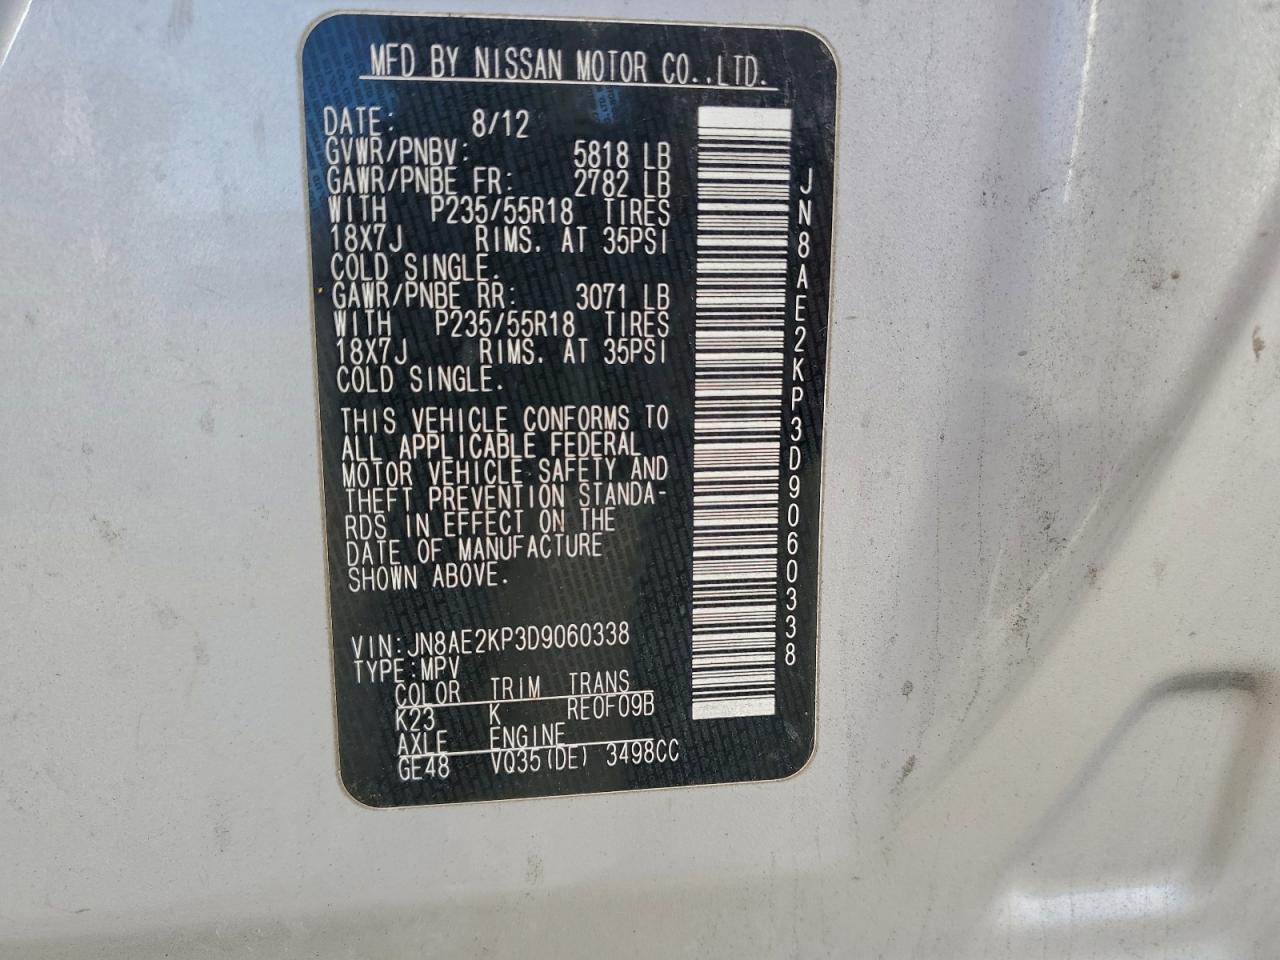 MFD BY NISSAN MOTOR CO.,LTD.
DATE: 8/12
GVWR/PNBV: 5818 LB
GAWR/PNBE FR: 2782 LB
WITH P235/55R18 TIRES
18X7J RIMS. AT 35PSI
COLD SINGLE.
GAWR/PNBE RR: 3071 LB
WITH P235/55R18 TIRES
18X7J RIMS. AT 35PSI
COLD SINGLE.
THIS VEHICLE CONFORMS TO
ALL APPLICABLE FEDERAL
MOTOR VEHICLE SAFETY AND
THEFT PREVENTION STANDA-
RDS IN EFFECT ON THE
DATE OF MANUFACTURE
SHOWN ABOVE.
VIN:JN8AE2KP3D9060338
TYPE:MPV
COLOR TRIM TRANS
K23 K RE0F09B
AXLE ENGINE
GE48 VQ35(DE) 3498CC
JN8AE2KP3D9060338